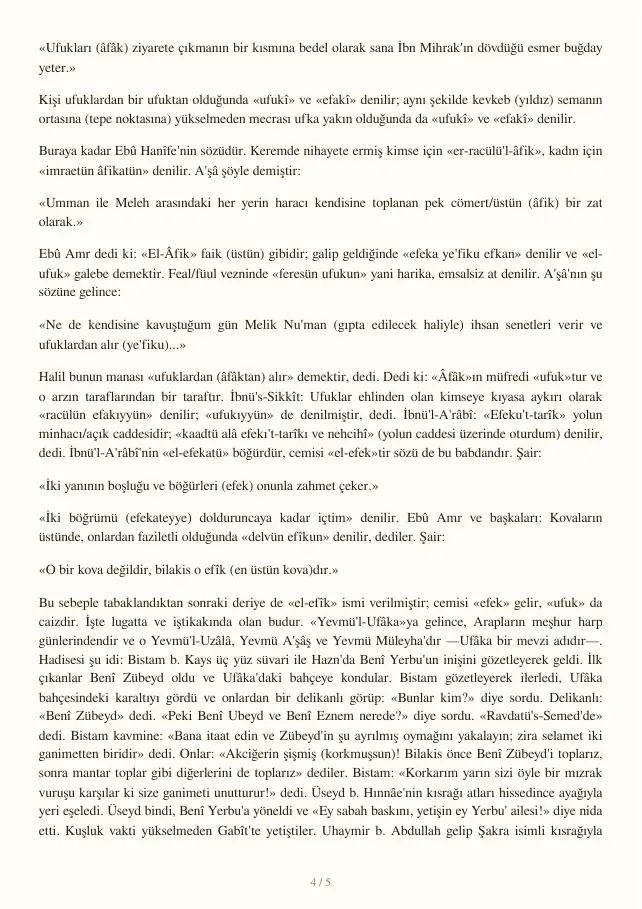 «Ufukları (âfâk) ziyarete çıkmanın bir kısmına bedel olarak sana İbn Mihrak'ın dövdüğü esmer buğday
yeter.»
Kişi ufuklardan bir ufuktan olduğunda «ufukî» ve «efakî» denilir; aynı şekilde kevkeb (yıldız) semanın
ortasına (tepe noktasına) yükselmeden mecrası ufka yakın olduğunda da «ufukî» ve «efakî» denilir.
Buraya kadar Ebû Hanîfe'nin sözüdür. Keremde nihayete ermiş kimse için «er-racülü'l-âfik», kadın için
«imraetün âfikatün» denilir. A'şâ şöyle demiştir:
«Umman ile Meleh arasındaki her yerin haracı kendisine toplanan pek cömert/üstün (âfik) bir zat
olarak.»
Ebû Amr dedi ki: «El-Âfik» faik (üstün) gibidir; galip geldiğinde «efeka ye'fiku efkan» denilir ve «el-
ufuk» galebe demektir. Feal/füul vezninde «feresün ufukun» yani harika, emsalsiz at denilir. A'şâ'nın şu
sözüne gelince:
«Ne de kendisine kavuştuğum gün Melik Nu'man (gıpta edilecek haliyle) ihsan senetleri verir ve
ufuklardan alır (ye'fiku)...»
Halil bunun manası «ufuklardan (âfâktan) alır» demektir, dedi. Dedi ki: «Âfâk»ın müfredi «ufuk»tur ve
o arzın taraflarından bir taraftır. İbnü's-Sikkît: Ufuklar ehlinden olan kimseye kıyasa aykırı olarak
«racülün efakıyyün» denilir; «ufukıyyün» de denilmiştir, dedi. İbnü'l-A'râbî: «Efeku't-tarîk» yolun
minhacı/açık caddesidir; «kaadtü alâ efekı't-tarîkı ve nehcihî» (yolun caddesi üzerinde oturdum) denilir,
dedi. İbnü'l-A'râbî'nin «el-efekatü» böğürdür, cemisi «el-efek»tir sözü de bu babdandır. Şair:
«İki yanının boşluğu ve böğürleri (efek) onunla zahmet çeker.»
«İki böğrümü (efekateyye) dolduruncaya kadar içtim» denilir. Ebû Amr ve başkaları: Kovaların
üstünde, onlardan faziletli olduğunda «delvün efîkun» denilir, dediler. Şair:
«O bir kova değildir, bilakis o efîk (en üstün kova)dır.»
Bu sebeple tabaklandıktan sonraki deriye de «el-efîk» ismi verilmiştir; cemisi «efek» gelir, «ufuk» da
caizdir. İşte lugatta ve iştikakında olan budur. «Yevmü'l-Ufâka»ya gelince, Arapların meşhur harp
günlerindendir ve o Yevmü'l-Uzâlâ, Yevmü A'şâş ve Yevmü Müleyha'dır —Ufâka bir mevzi adıdır—.
Hadisesi şu idi: Bistam b. Kays üç yüz süvari ile Hazn'da Benî Yerbu'un inişini gözetleyerek geldi. İlk
çıkanlar Benî Zübeyd oldu ve Ufâka'daki bahçeye kondular. Bistam gözetleyerek ilerledi, Ufâka
bahçesindeki karaltıyı gördü ve onlardan bir delikanlı görüp: «Bunlar kim?» diye sordu. Delikanlı:
«Benî Zübeyd» dedi. «Peki Benî Ubeyd ve Benî Eznem nerede?» diye sordu. «Ravdatü's-Semed'de»
dedi. Bistam kavmine: «Bana itaat edin ve Zübeyd'in şu ayrılmış oymağını yakalayın; zira selamet iki
ganimetten biridir» dedi. Onlar: «Akciğerin şişmiş (korkmuşsun)! Bilakis önce Benî Zübeyd'i toplarız,
sonra mantar toplar gibi diğerlerini de toplarız» dediler. Bistam: «Korkarım yarın sizi öyle bir mızrak
vuruşu karşılar ki size ganimeti unutturur!» dedi. Üseyd b. Hınnâe'nin kısrağı atları hissedince ayağıyla
yeri eşeledi. Üseyd bindi, Benî Yerbu'a yöneldi ve «Ey sabah baskını, yetişin ey Yerbu' ailesi!» diye nida
etti. Kuşluk vakti yükselmeden Gabît'te yetiştiler. Uhaymir b. Abdullah gelip Şakra isimli kısrağıyla
4 / 5